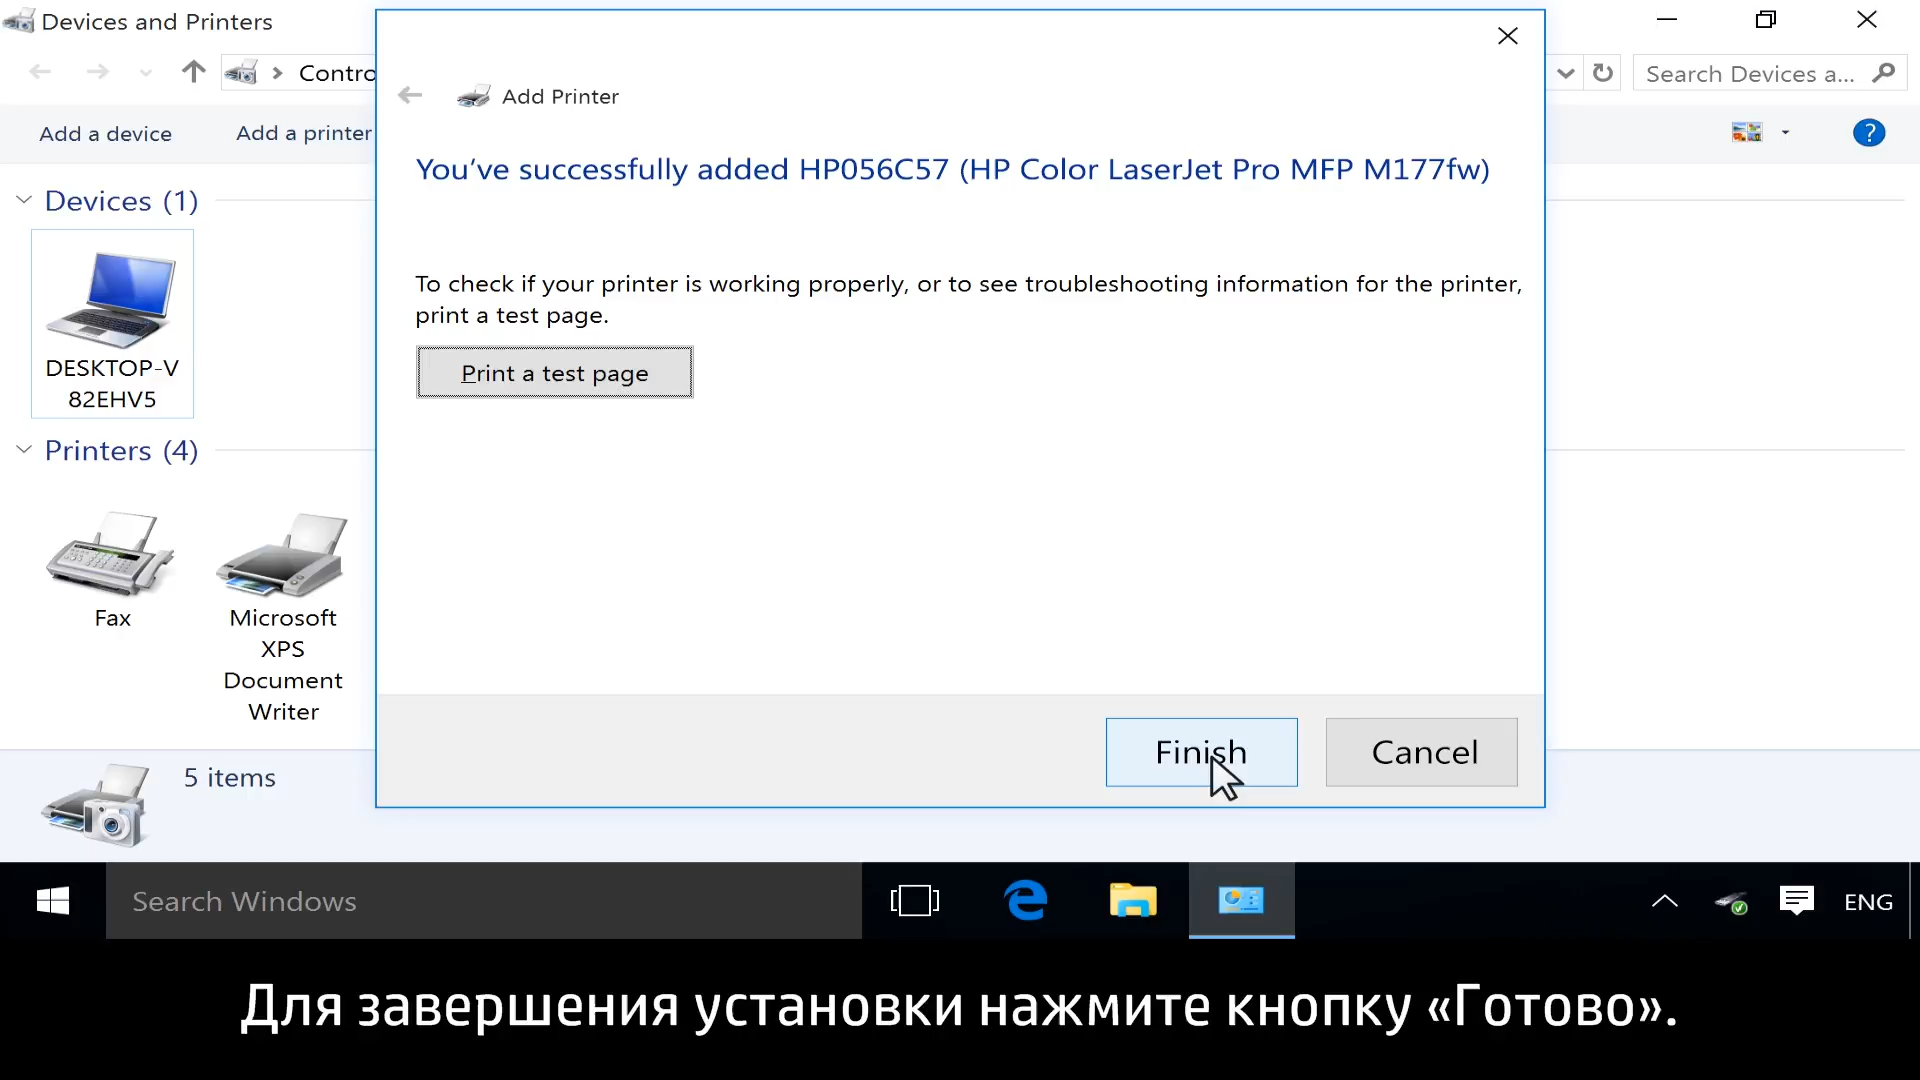 Devices and Printers
Contro
Search Devices a...
Add a device
Add a printer
?
Devices (1)
DESKTOP-V
82EHV5
Printers (4)
Fax
Microsoft
XPS
Document
Writer
5 items
Add Printer
You’ve successfully added HP056C57 (HP Color LaserJet Pro MFP M177fw)
To check if your printer is working properly, or to see troubleshooting information for the printer,
print a test page.
Print a test page
Finish
Cancel
Search Windows
ENG
Для завершения установки нажмите кнопку «Готово».